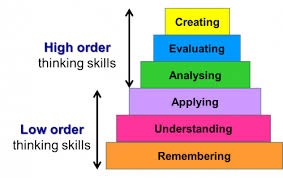 Creating
Evaluating
Analysing
Applying
Understanding
Remembering
High order
thinking skills
Low order
thinking skills